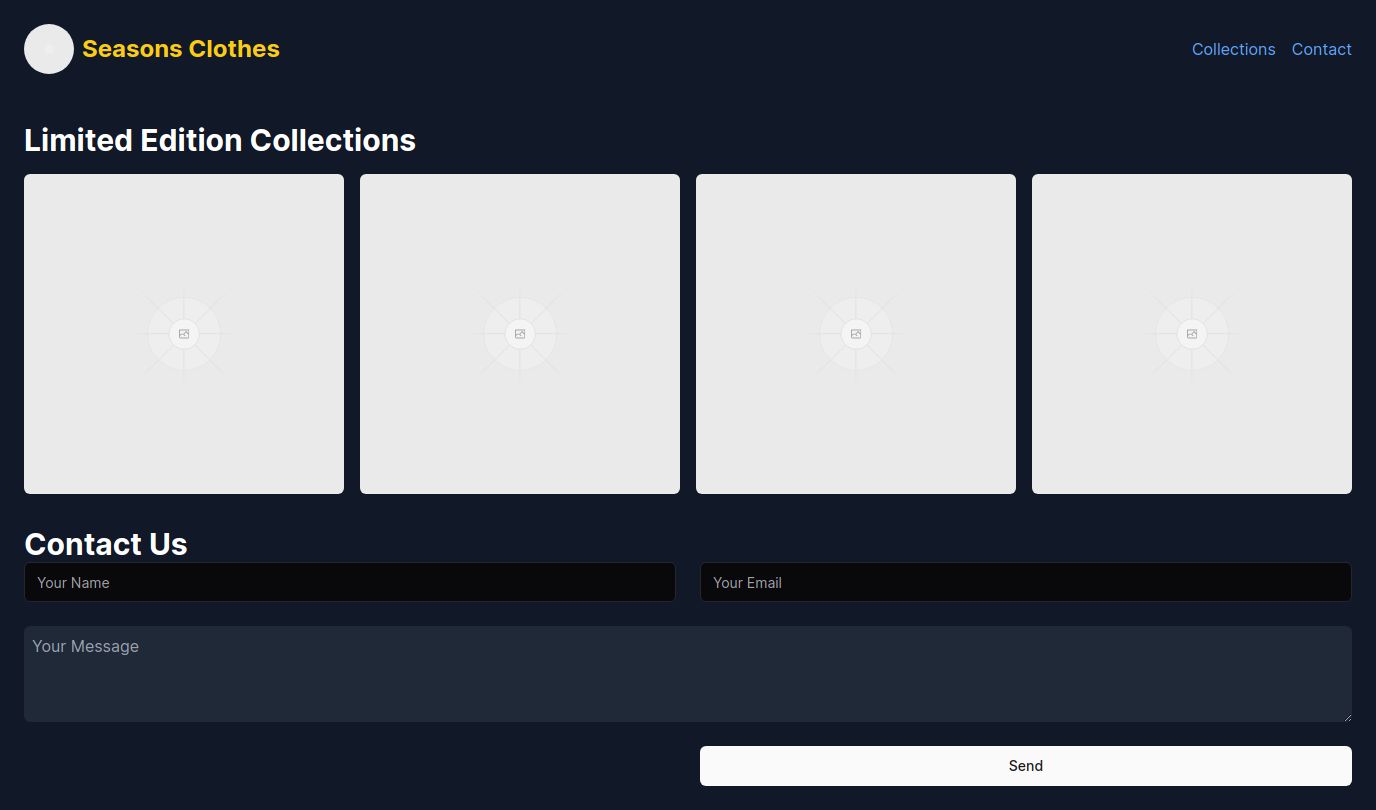 Seasons Clothes
Collections
Contact
Limited Edition Collections
Contact Us
Your Name
Your Email
Your Message
Send